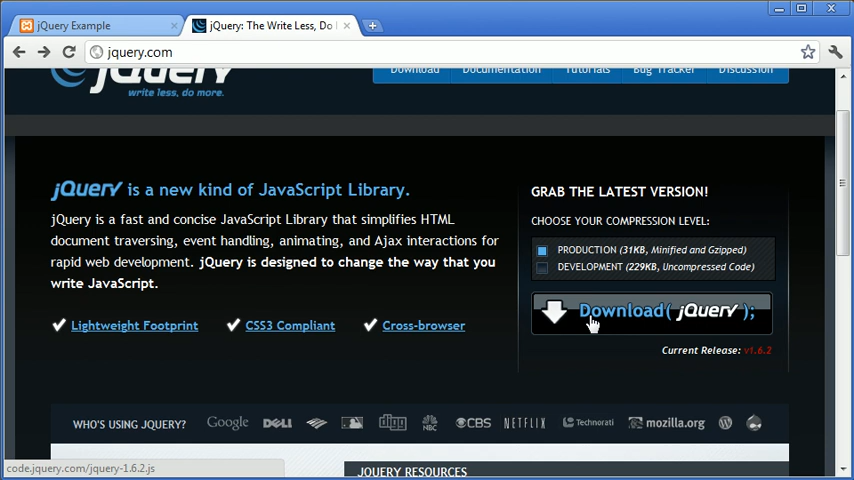 jQuery Example
jQuery: The Write Less, Do
jquery.com
jQuery
write less, do more.
Download
Documentation
Tutorials
Bug Tracker
Discussion
jQuery is a new kind of JavaScript Library.
jQuery is a fast and concise JavaScript Library that simplifies HTML
document traversing, event handling, animating, and Ajax interactions for
rapid web development. jQuery is designed to change the way that you
write JavaScript.
Lightweight Footprint
CSS3 Compliant
Cross-browser
GRAB THE LATEST VERSION!
CHOOSE YOUR COMPRESSION LEVEL:
PRODUCTION (31KB, Minified and Gzipped)
DEVELOPMENT (229KB, Uncompressed Code)
Download( jQuery );
Current Release: v1.6.2
WHO'S USING JQUERY?
Google
DELL
digg
NBC
CBS
NETFLIX
Technorati
mozilla.org
JQUERY RESOURCES
code.jquery.com/jquery-1.6.2.js